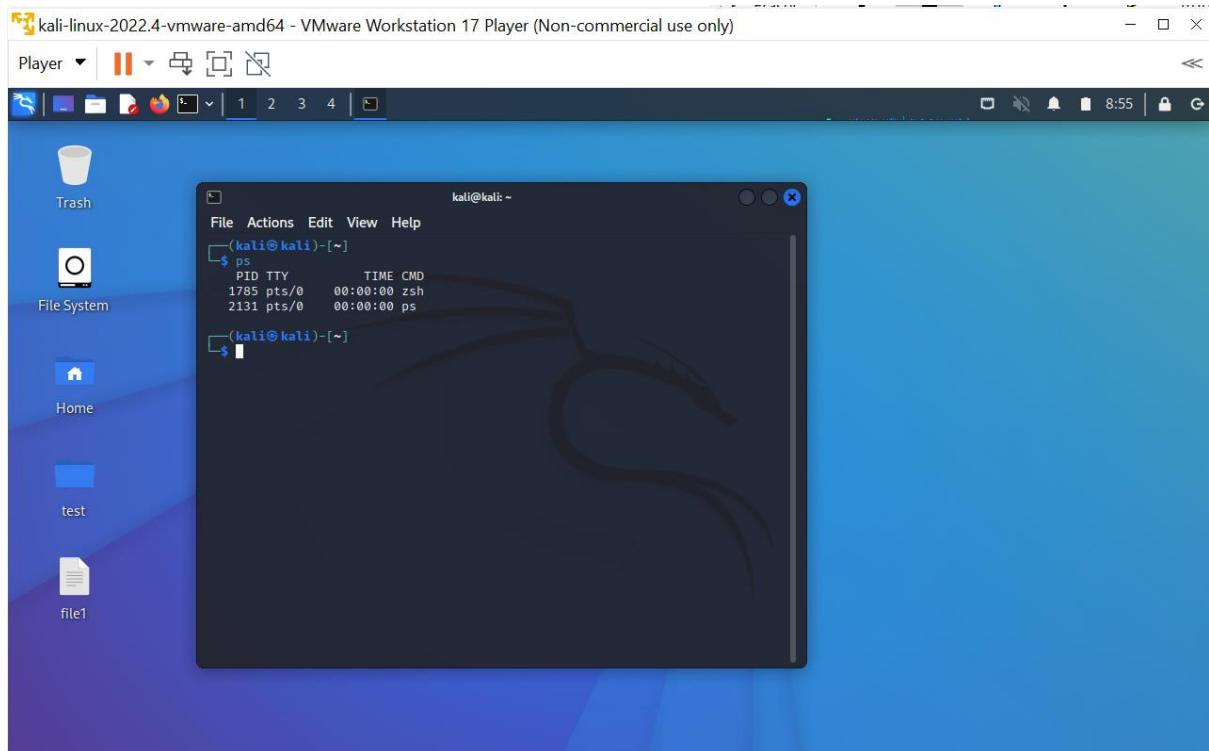 kali-linux-2022.4-vmware-amd64 - VMware Workstation 17 Player (Non-commercial use only)
Player
1 2 3 4
8:55
Trash
File System
Home
test
file1
kali@kali: ~
File Actions Edit View Help
(kali㉿kali)-[~]
$ ps
PID TTY TIME CMD
1785 pts/0 00:00:00 zsh
2131 pts/0 00:00:00 ps
(kali㉿kali)-[~]
$